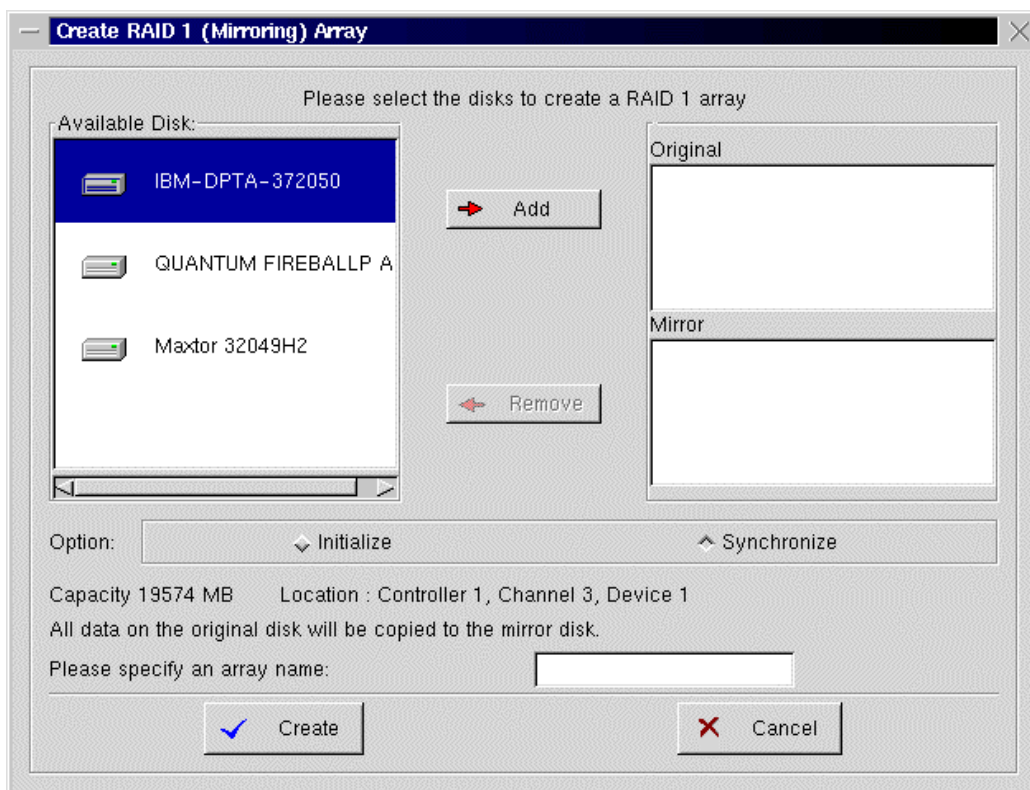 Create RAID 1 (Mirroring) Array
Please select the disks to create a RAID 1 array
Available Disk:
IBM-DPTA-372050
QUANTUM FIREBALLP A
Maxtor 32049H2
Add
Remove
Original
Mirror
Option:
Initialize
Synchronize
Capacity 19574 MB Location : Controller 1, Channel 3, Device 1
All data on the original disk will be copied to the mirror disk.
Please specify an array name:
Create
Cancel